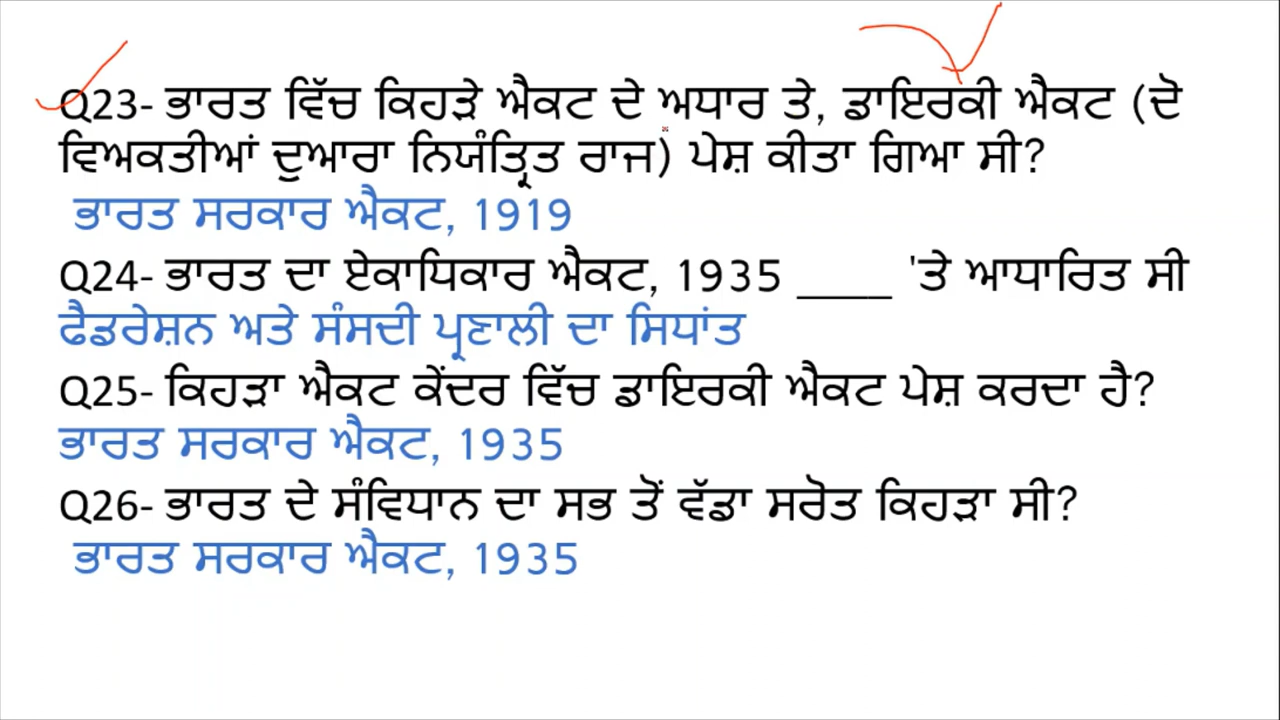 Q23- ਭਾਰਤ ਵਿੱਚ ਕਿਹੜੇ ਐਕਟ ਦੇ ਅਧਾਰ ਤੇ, ਡਾਇਰਕੀ ਐਕਟ (ਦੋ
ਵਿਅਕਤੀਆਂ ਦੁਆਰਾ ਨਿਯੰਤ੍ਰਿਤ ਰਾਜ) ਪੇਸ਼ ਕੀਤਾ ਗਿਆ ਸੀ?
ਭਾਰਤ ਸਰਕਾਰ ਐਕਟ, 1919
Q24- ਭਾਰਤ ਦਾ ਏਕਾਧਿਕਾਰ ਐਕਟ, 1935 ____ 'ਤੇ ਆਧਾਰਿਤ ਸੀ
ਫੈਡਰੇਸ਼ਨ ਅਤੇ ਸੰਸਦੀ ਪ੍ਰਣਾਲੀ ਦਾ ਸਿਧਾਂਤ
Q25- ਕਿਹੜਾ ਐਕਟ ਕੇਂਦਰ ਵਿੱਚ ਡਾਇਰਕੀ ਐਕਟ ਪੇਸ਼ ਕਰਦਾ ਹੈ?
ਭਾਰਤ ਸਰਕਾਰ ਐਕਟ, 1935
Q26- ਭਾਰਤ ਦੇ ਸੰਵਿਧਾਨ ਦਾ ਸਭ ਤੋਂ ਵੱਡਾ ਸਰੋਤ ਕਿਹੜਾ ਸੀ?
ਭਾਰਤ ਸਰਕਾਰ ਐਕਟ, 1935